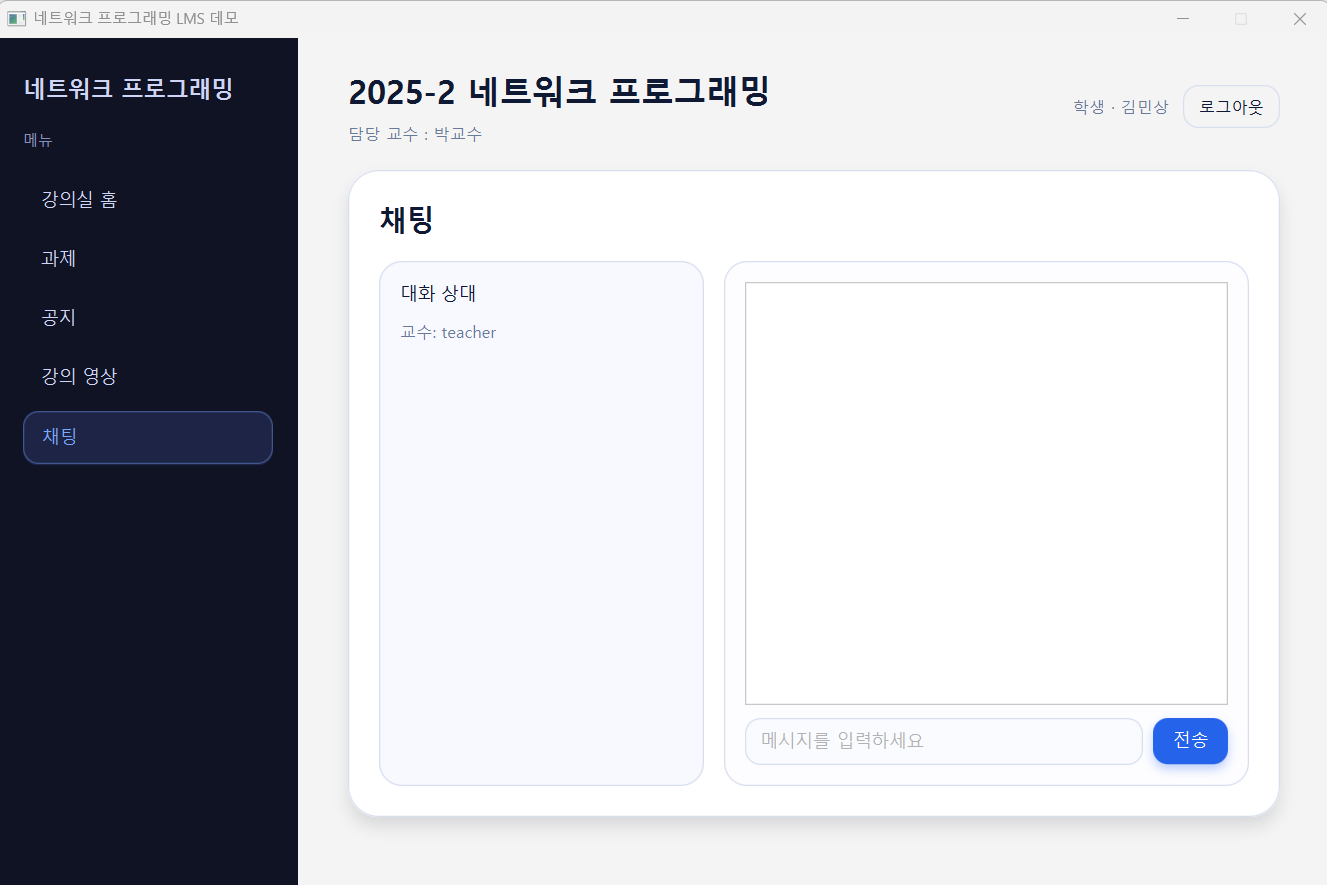 네트워크 프로그래밍 LMS 데모
네트워크 프로그래밍
메뉴
강의실 홈
과제
공지
강의 영상
채팅
2025-2 네트워크 프로그래밍
담당 교수 : 박교수
학생 · 김민상
로그아웃
채팅
대화 상대
교수: teacher
메시지를 입력하세요
전송